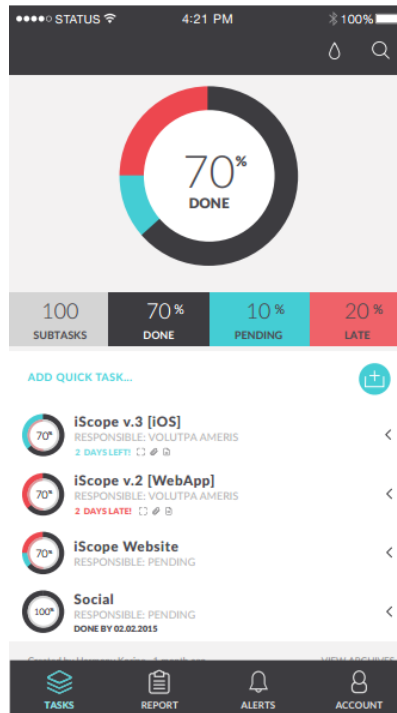 STATUS 4:21 PM 100%
70%
DONE
100 70% 10% 20%
SUBTASKS DONE PENDING LATE
ADD QUICK TASK...
iScope v.3 [iOS]
70% RESPONSIBLE: VOLUTPA AMERIS
2 DAYS LEFT!
iScope v.2 [WebApp]
70% RESPONSIBLE: VOLUTPA AMERIS
2 DAYS LATE!
iScope Website
70% RESPONSIBLE: PENDING
Social
100% RESPONSIBLE: PENDING
DONE BY 02.02.2015
VIEW ARCHIVES
TASKS REPORT ALERTS ACCOUNT